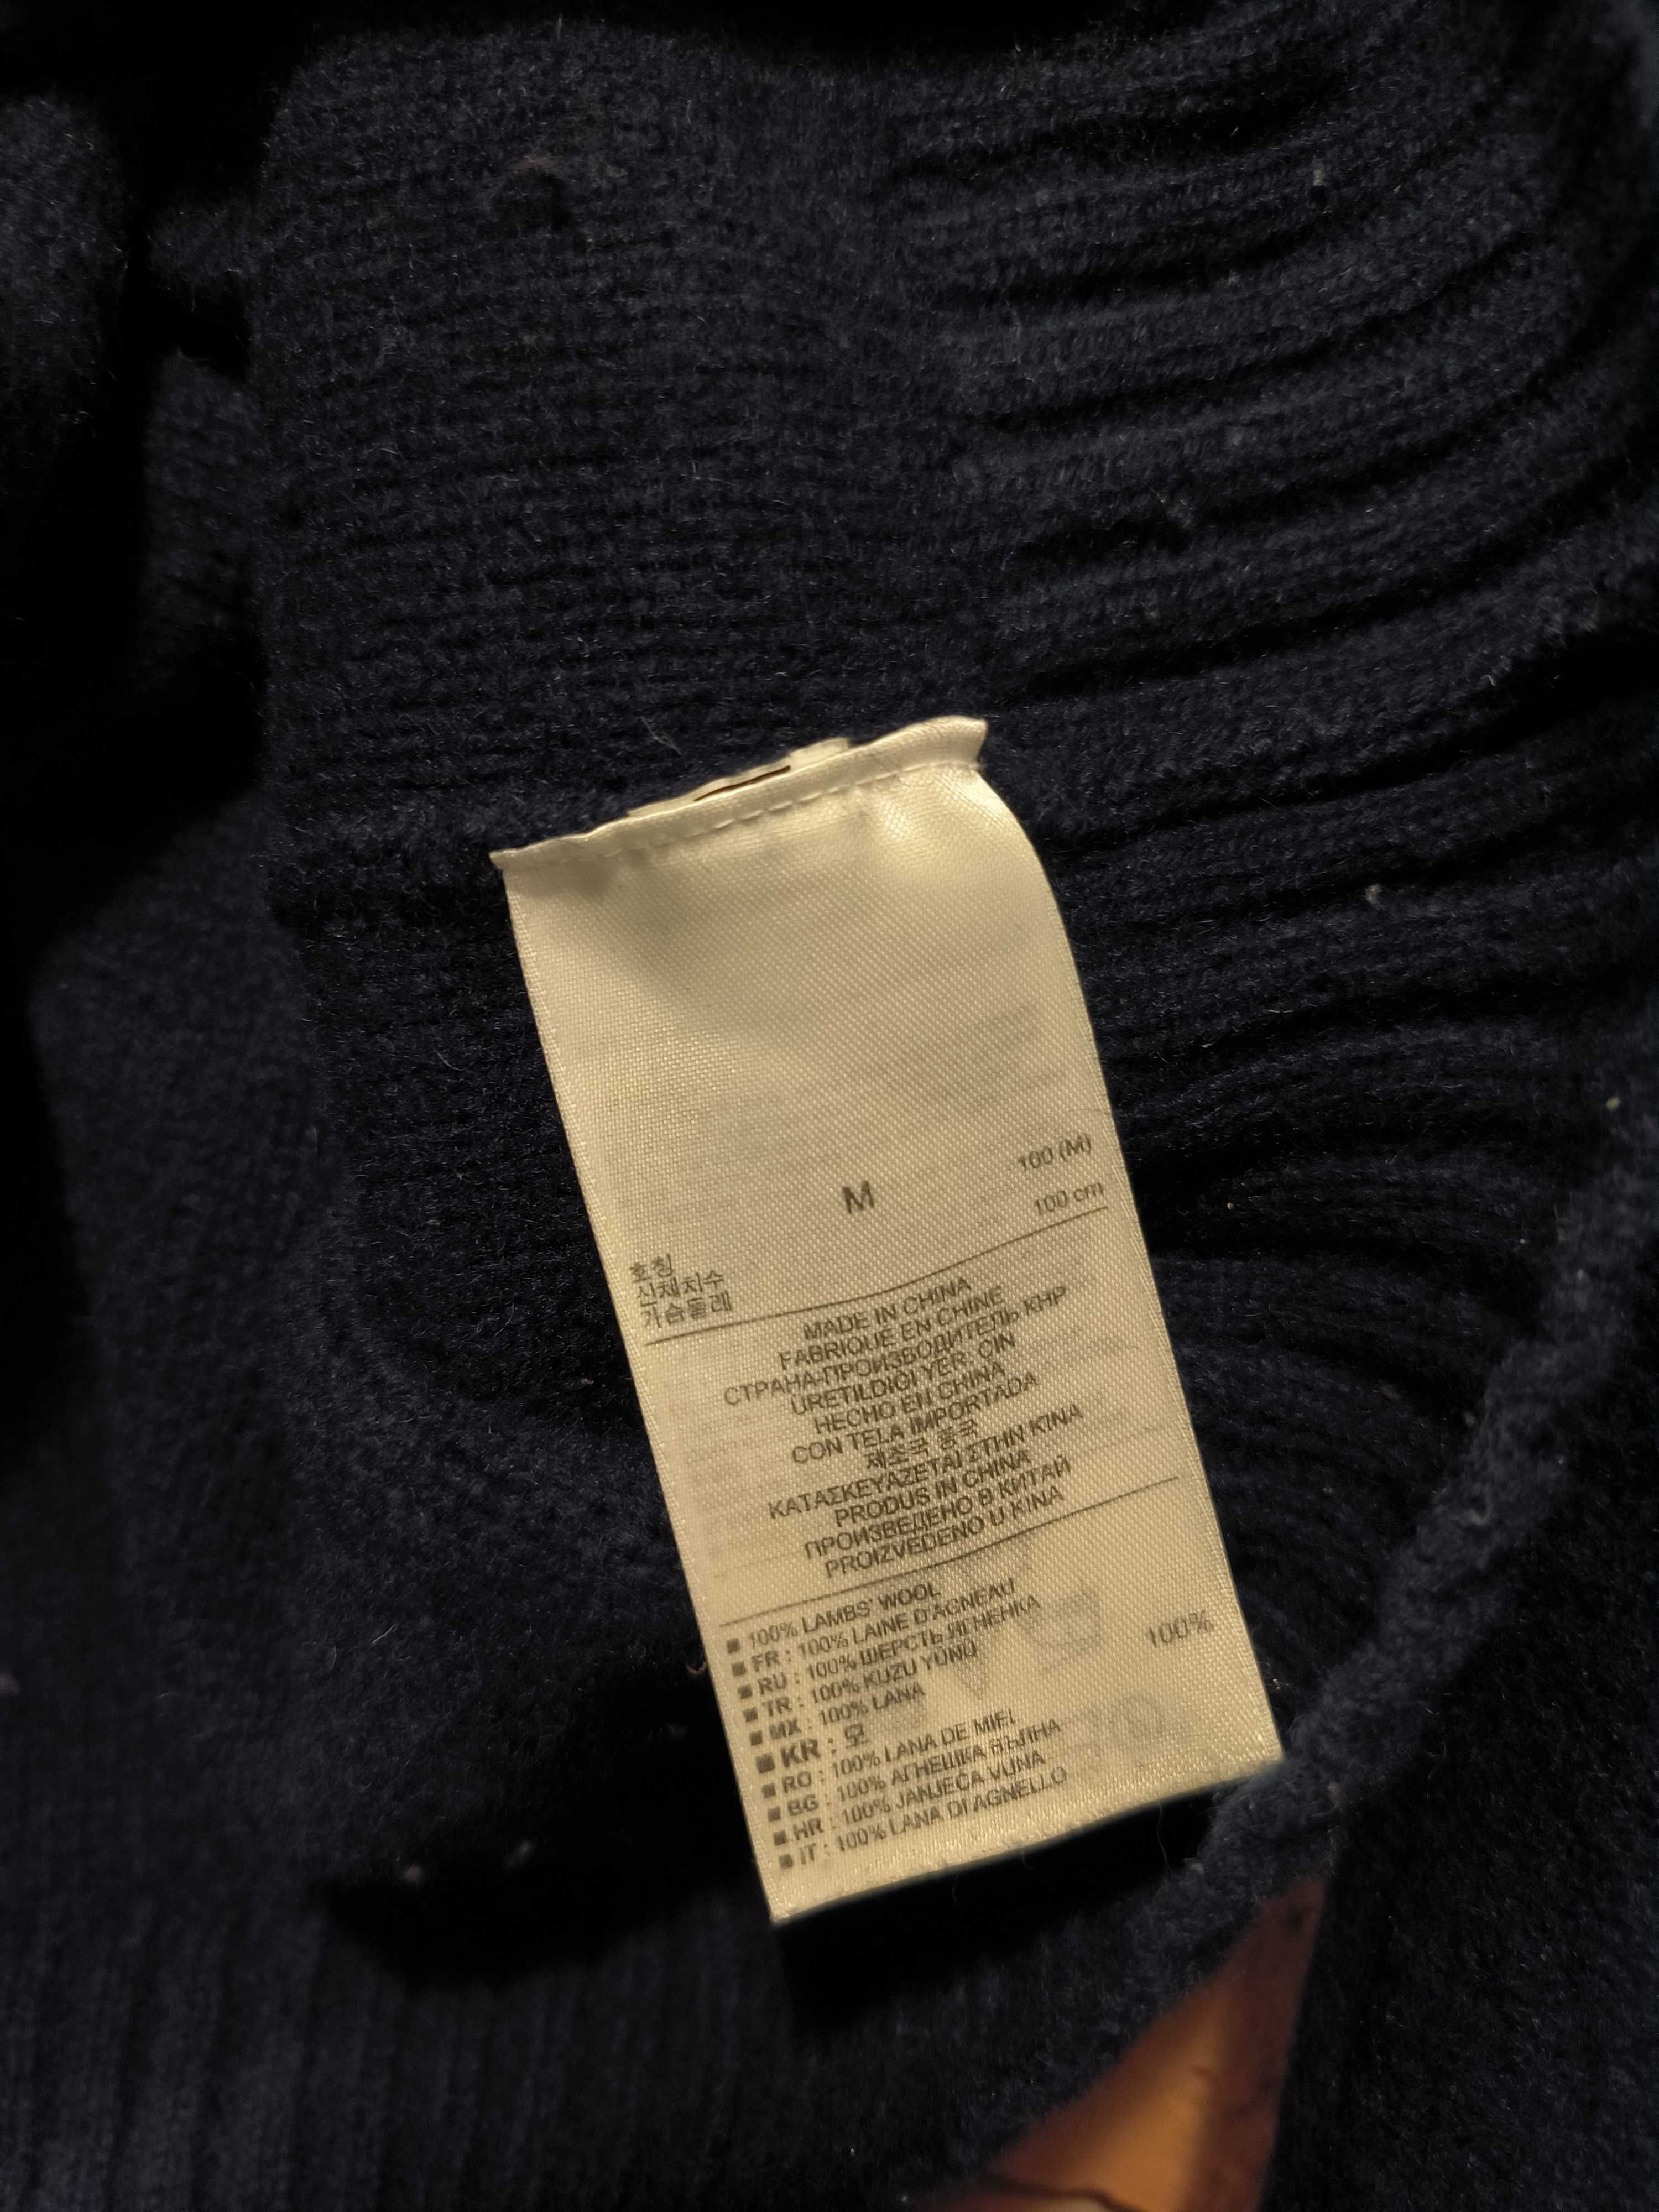 M
100 (M)
100 cm
호칭
신체치수
가슴둘레
MADE IN CHINA
FABRIQUE EN CHINE
СТРАНА-ПРОИЗВОДИТЕЛЬ КНР
ÜRETILDIĞI YER, CIN
HECHO EN CHINA
CON TELA IMPORTADA
제조국 중국
ΚΑΤΑΣΚΕΥΑΖΕΤΑΙ ΣΤΗΝ ΚΙΝΑ
PRODUS IN CHINA
ПРОИЗВЕДЕНО В КИТАЙ
PROIZVEDENO U KINA
■ 100% LAMBS' WOOL
■ FR : 100% LAINE D'AGNEAU
■ RU : 100% ШЕРСТЬ ЯГНЕНКА
■ TR : 100% KUZU YÜNÜ
■ MX : 100% LANA
■ KR : 모 100%
■ RO : 100% LANA DE MIEL
■ BG : 100% АГНЕШКА ВЪЛНА
■ HR : 100% JANJEĆA VUNA
■ IT : 100% LANA DI AGNELLO